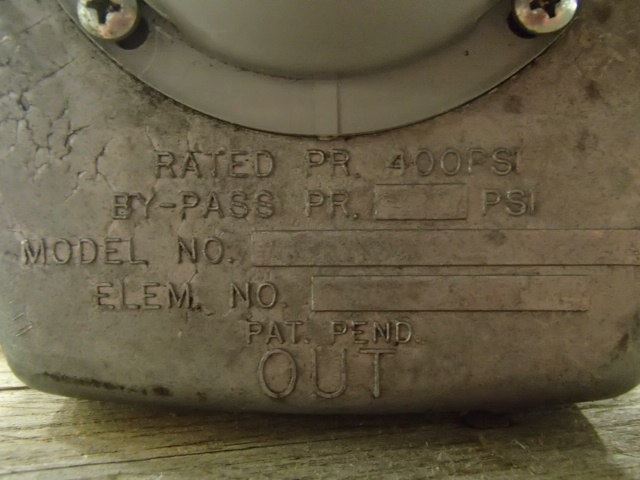 RATED PR. 400PSI
BY-PASS PR. PSI
MODEL NO.
ELEM. NO.
PAT. PEND.
OUT